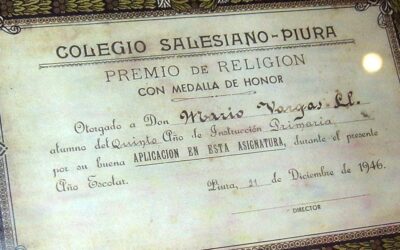 COLEGIO SALESIANO-PIURA
PREMIO DE RELIGION
CON MEDALLA DE HONOR
Otorgado a Don Mario Vargas Ll.
alumno del Quinto Año de Instrucción Primaria
por su buena APLICACION EN ESTA ASIGNATURA, durante el presente
Año Escolar.
Piura, 21 de Diciembre de 1946.
DIRECTOR